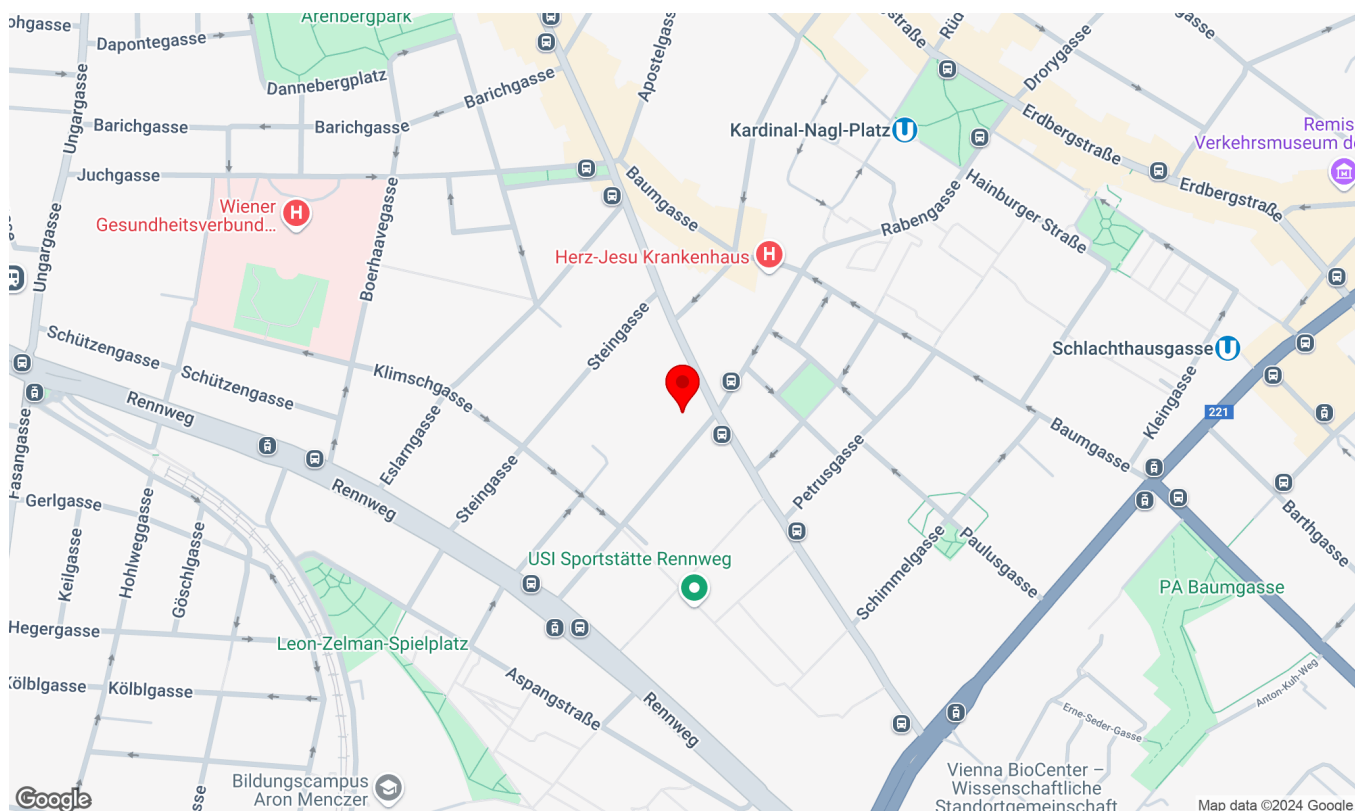 ohgasse
Arenbergpark
Dapontegasse
Ungargasse
Dannebergplatz
Barichgasse
Apostelgass
Barichgasse
Barichgasse
Juchgasse
Boerhaavegasse
Wiener
Gesundheitsverbund...
Ungargasse
Baumgasse
Herz-Jesu Krankenhaus
Kardinal-Nagl-Platz
Rabengasse
Hainburger Straße
Drorygasse
Erdbergstraße
Erdbergstraße
Remis
Verkehrsmuseum de
Schlachthausgasse
Kleingasse
221
Schützengasse
Schützengasse
Klimschgasse
Steingasse
Steingasse
Eslarngasse
Rennweg
Rennweg
Rennweg
Fasangasse
Gerlgasse
Keilgasse
Hohlweggasse
Göschlgasse
Hegergasse
Kölblgasse
Kölblgasse
Leon-Zelman-Spielplatz
Aspangstraße
USI Sportstätte Rennweg
Petrusgasse
Schimmelgasse
Paulusgasse
Baumgasse
Barthgasse
PA Baumgasse
Anton-Kuh-Weg
Erne-Seder-Gasse
Vienna BioCenter –
Wissenschaftliche
Standortgemeinschaft
Bildungscampus
Aron Menczer
Google
Map data ©2024 Google